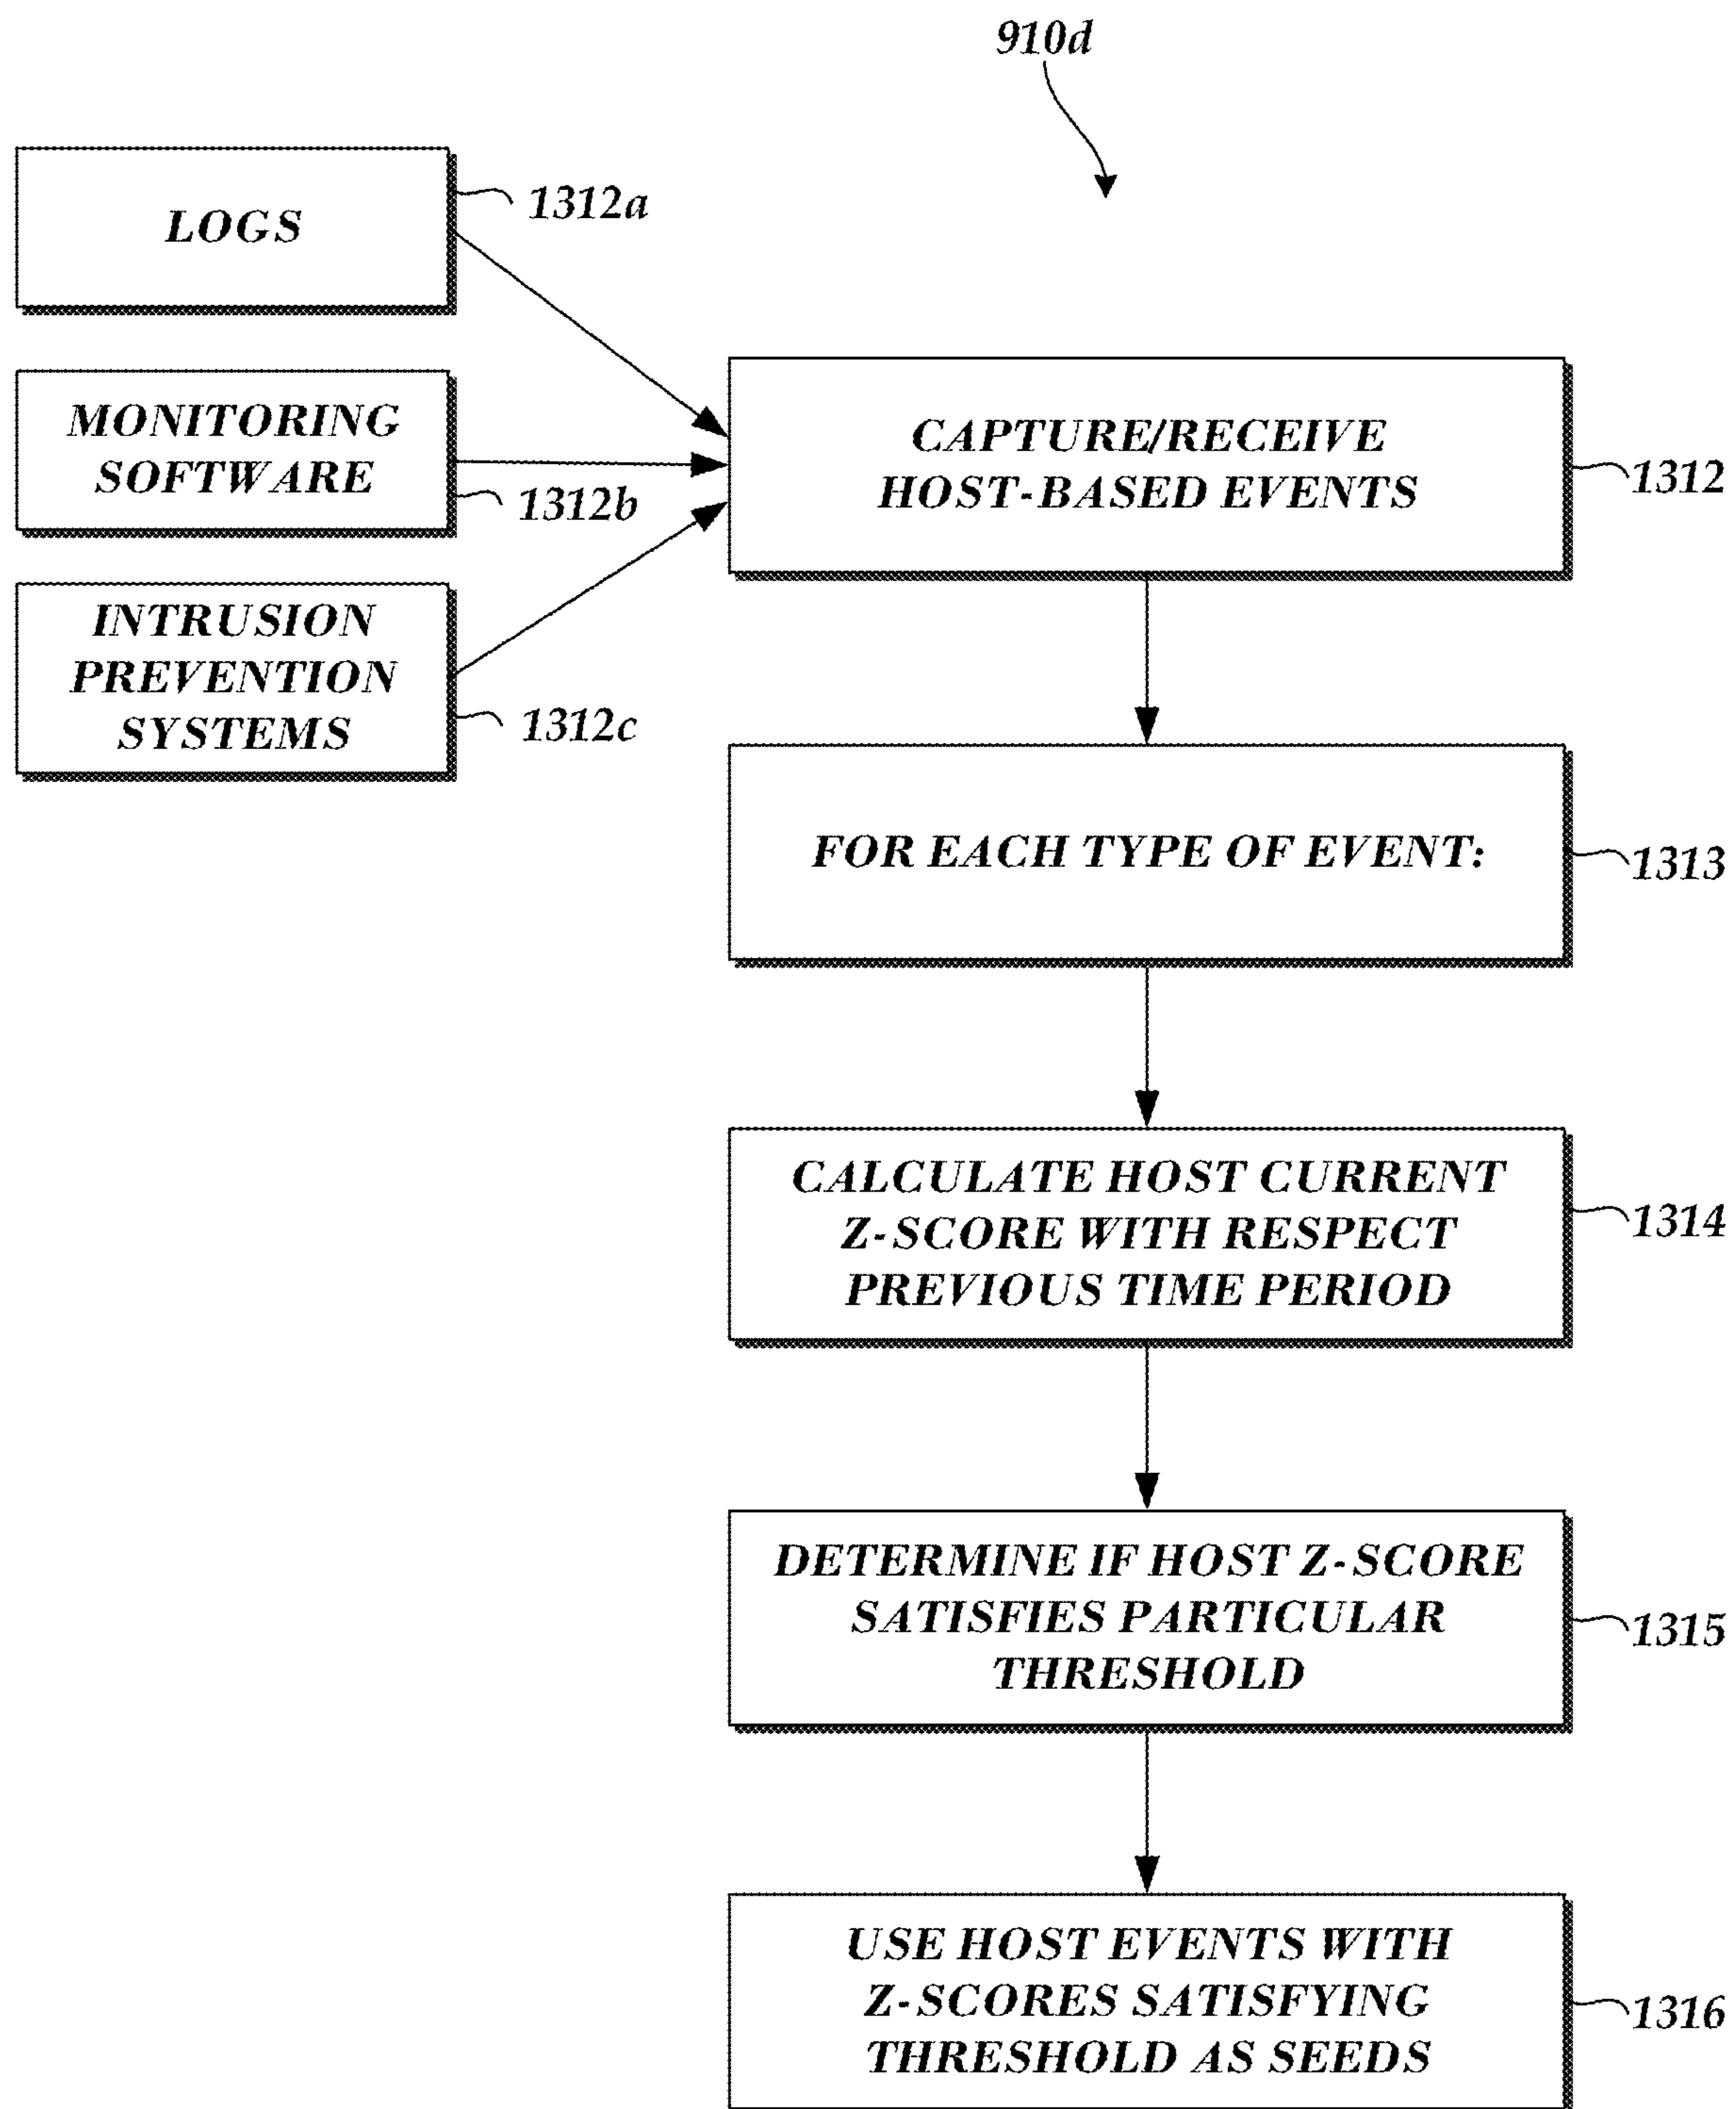 910d
LOGS
1312a
MONITORING
SOFTWARE
1312b
INTRUSION
PREVENTION
SYSTEMS
1312c
CAPTURE/RECEIVE
HOST-BASED EVENTS
1312
FOR EACH TYPE OF EVENT:
1313
CALCULATE HOST CURRENT
Z-SCORE WITH RESPECT
PREVIOUS TIME PERIOD
1314
DETERMINE IF HOST Z-SCORE
SATISFIES PARTICULAR
THRESHOLD
1315
USE HOST EVENTS WITH
Z-SCORES SATISFYING
THRESHOLD AS SEEDS
1316